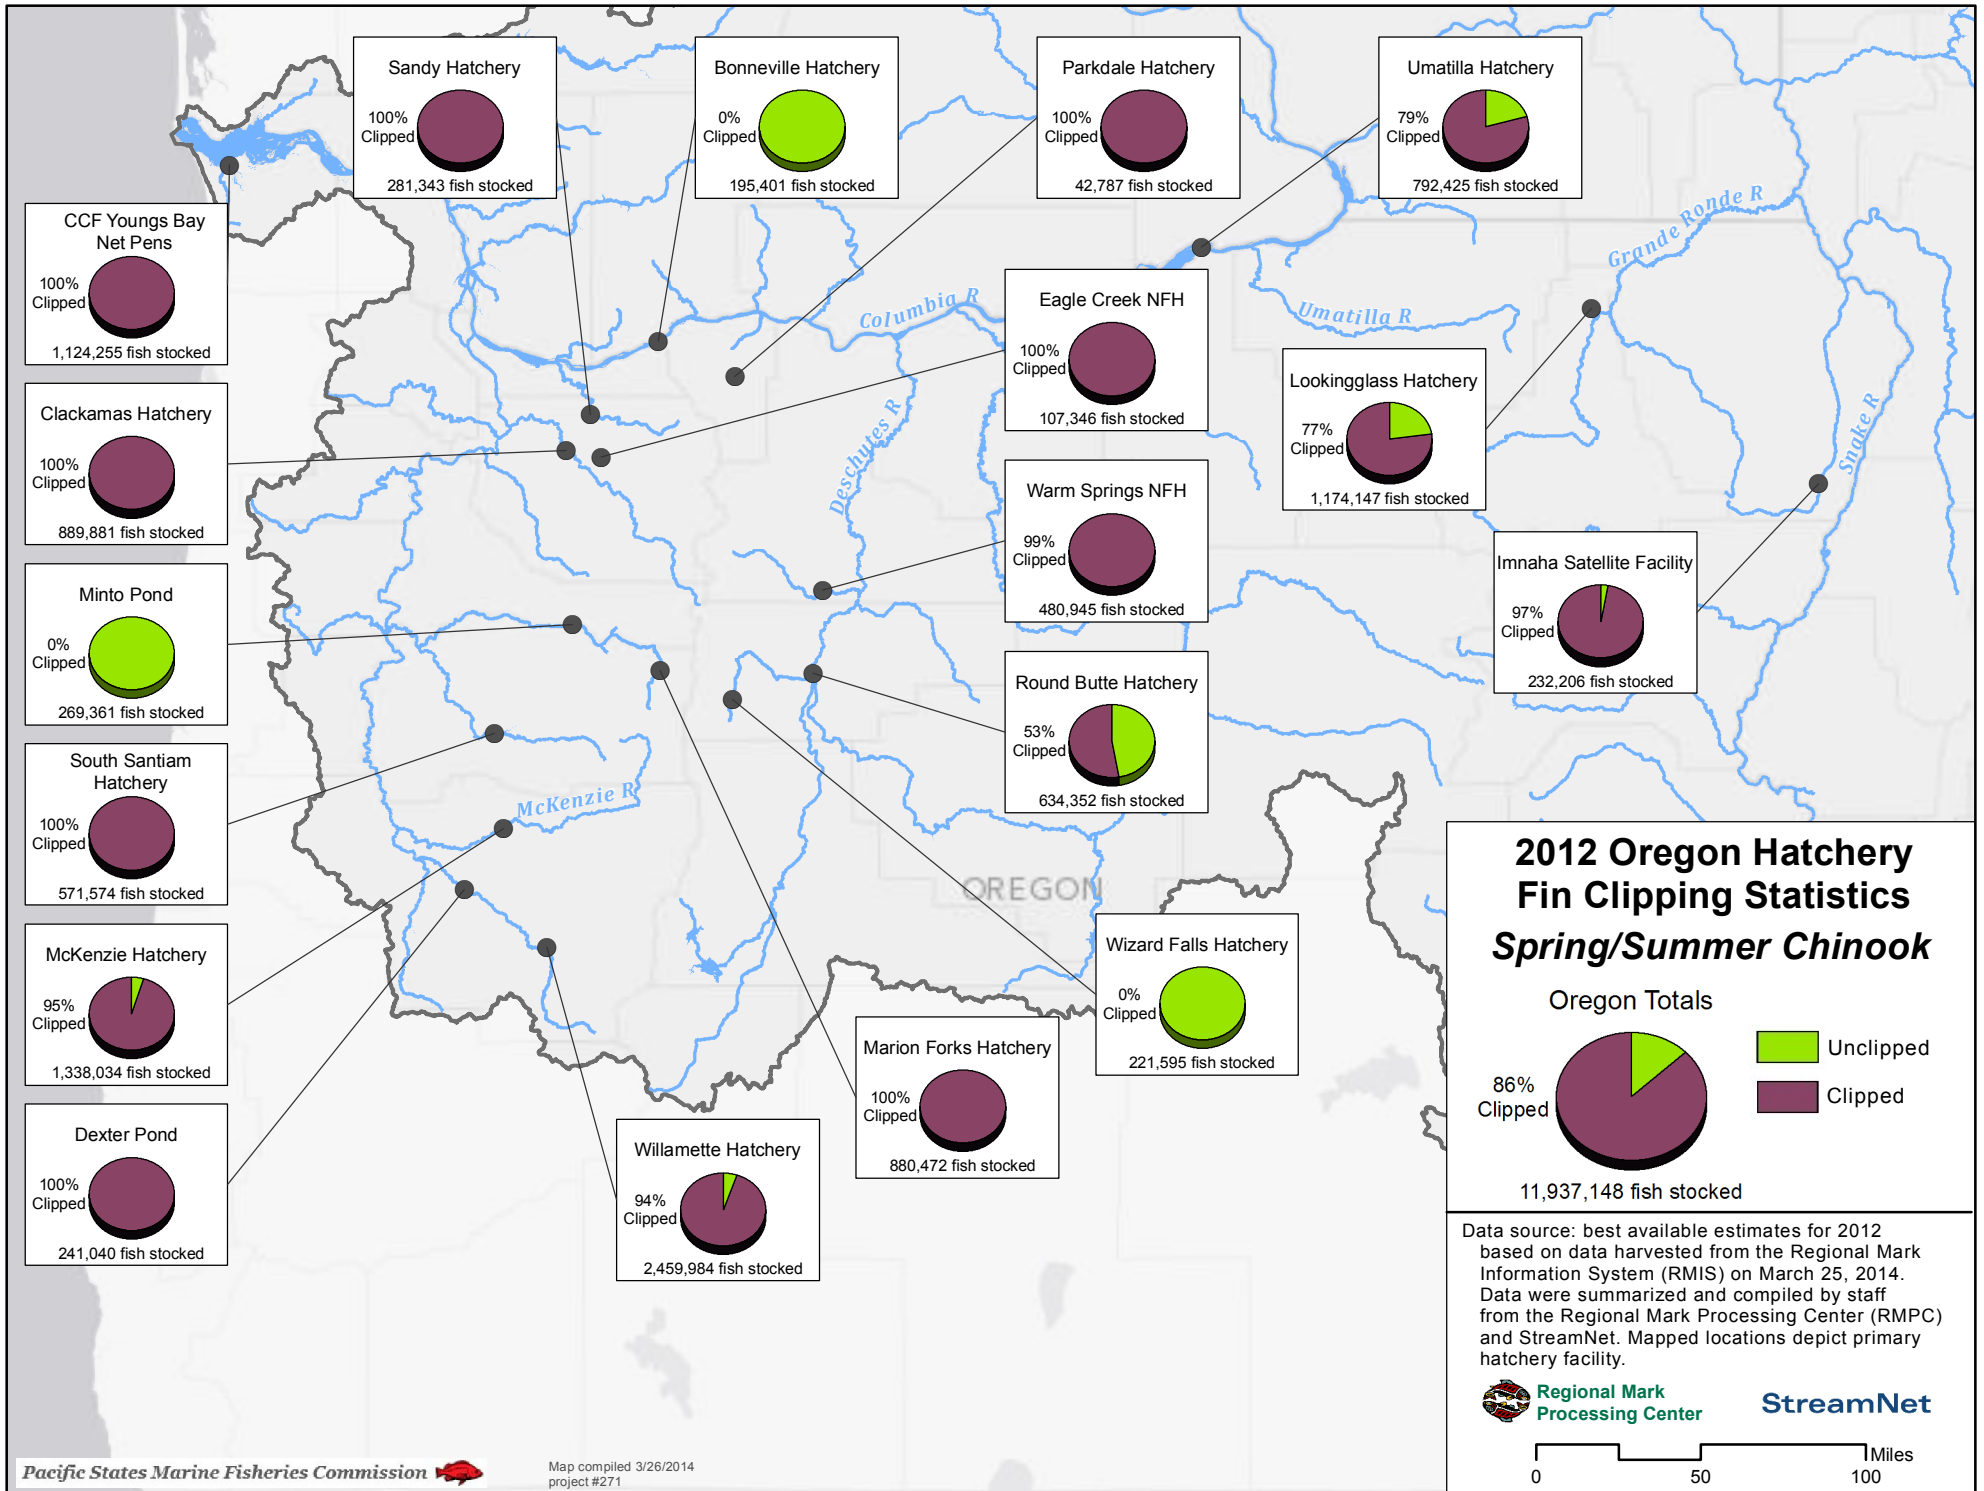 Sandy Hatchery
100%
Clipped
281,343 fish stocked
Bonneville Hatchery
0%
Clipped
195,401 fish stocked
Parkdale Hatchery
100%
Clipped
42,787 fish stocked
Umatilla Hatchery
79%
Clipped
792,425 fish stocked
CCF Youngs Bay
Net Pens
100%
Clipped
1,124,255 fish stocked
Grande Ronde R
Columbia R
Umatilla R
Eagle Creek NFH
100%
Clipped
107,346 fish stocked
Lookingglass Hatchery
77%
Clipped
1,174,147 fish stocked
Clackamas Hatchery
100%
Clipped
889,881 fish stocked
Deschutes R
Snake R
Warm Springs NFH
99%
Clipped
480,945 fish stocked
Imnaha Satellite Facility
97%
Clipped
232,206 fish stocked
Minto Pond
0%
Clipped
269,361 fish stocked
Round Butte Hatchery
53%
Clipped
634,352 fish stocked
South Santiam
Hatchery
100%
Clipped
571,574 fish stocked
McKenzie R
OREGON
McKenzie Hatchery
95%
Clipped
1,338,034 fish stocked
Wizard Falls Hatchery
0%
Clipped
221,595 fish stocked
Marion Forks Hatchery
100%
Clipped
880,472 fish stocked
Dexter Pond
100%
Clipped
241,040 fish stocked
Willamette Hatchery
94%
Clipped
2,459,984 fish stocked
2012 Oregon Hatchery
Fin Clipping Statistics
Spring/Summer Chinook
Oregon Totals
86%
Clipped
Unclipped
Clipped
11,937,148 fish stocked
Data source: best available estimates for 2012
based on data harvested from the Regional Mark
Information System (RMIS) on March 25, 2014.
Data were summarized and compiled by staff
from the Regional Mark Processing Center (RMPC)
and StreamNet. Mapped locations depict primary
hatchery facility.
Regional Mark
Processing Center
StreamNet
Miles
0 50 100
Pacific States Marine Fisheries Commission
Map compiled 3/26/2014
project #271